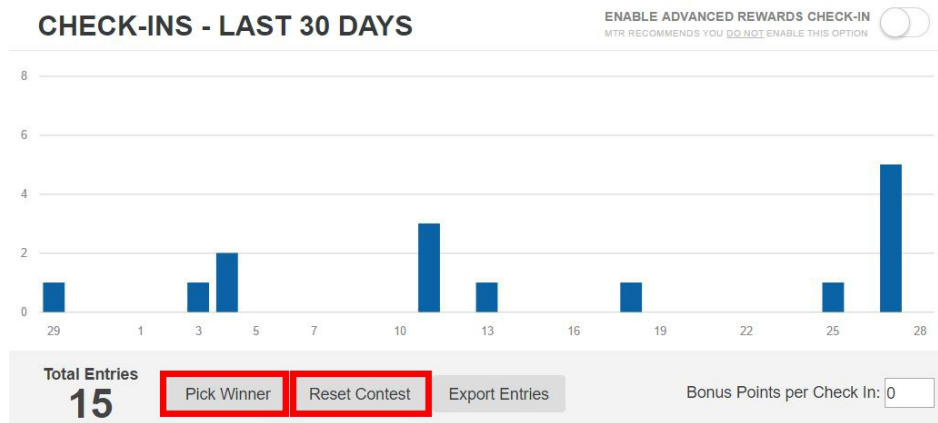 CHECK-INS - LAST 30 DAYS
ENABLE ADVANCED REWARDS CHECK-IN
MTR RECOMMENDS YOU DO NOT ENABLE THIS OPTION
8
6
4
2
0
29 1 3 5 7 10 13 16 19 22 25 28
Total Entries
15
Pick Winner Reset Contest Export Entries
Bonus Points per Check In: 0